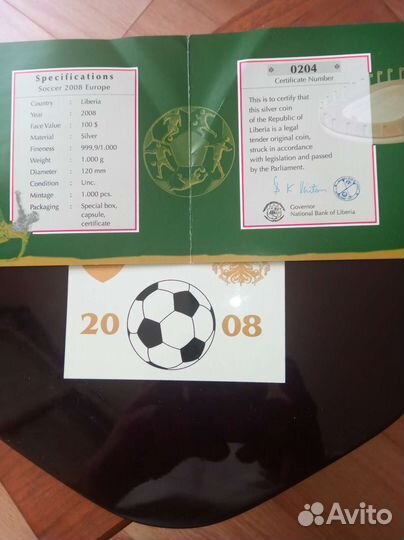 Specifications
Soccer 2008 Europe
Country : Liberia
Year : 2008
Face Value : 100 $
Material : Silver
Fineness : 999,9/1.000
Weight : 1.000 g
Diameter : 120 mm
Condition : Unc.
Mintage : 1.000 pcs.
Packaging : Special box,
capsule,
certificate
0204
Certificate Number
This is to certify that
this silver coin
of the Republic of
Liberia is a legal
tender original coin,
struck in accordance
with legislation and passed
by the Parliament.
Governor
National Bank of Liberia
20 08
Avito